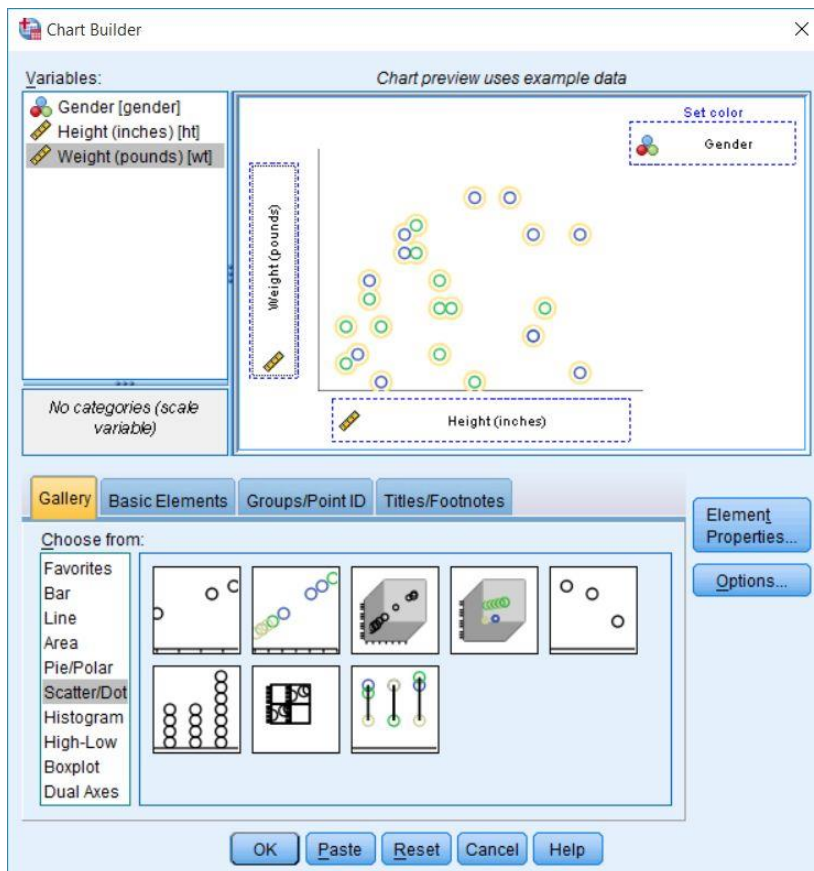 Chart Builder
Variables:
Chart preview uses example data
Gender [gender]
Height (inches) [ht]
Weight (pounds) [wt]
No categories (scale
variable)
Set color
Gender
Weight (pounds)
Height (inches)
Gallery
Basic Elements
Groups/Point ID
Titles/Footnotes
Choose from:
Favorites
Bar
Line
Area
Pie/Polar
Scatter/Dot
Histogram
High-Low
Boxplot
Dual Axes
Element
Properties...
Options...
OK
Paste
Reset
Cancel
Help